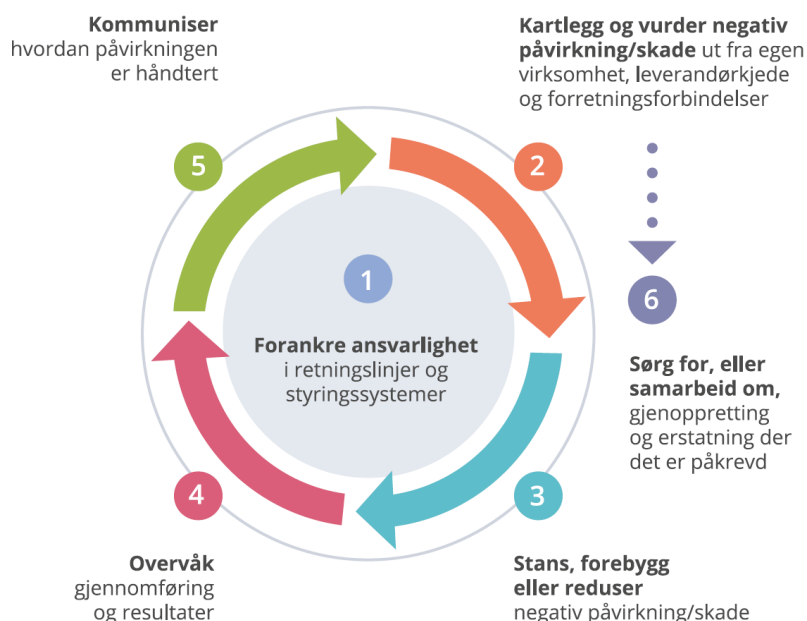 Kommuniser
hvordan påvirkningen
er håndtert
Kartlegg og vurder negativ
påvirkning/skade ut fra egen
virksomhet, leverandørkjede
og forretningsforbindelser
5
2
1
Forankre ansvarlighet
i retningslinjer og
styringssystemer
6
Sørg for, eller
samarbeid om,
gjenoppretting
og erstatning der
det er påkrevd
4
3
Overvåk
gjennomføring
og resultater
Stans, forebygg
eller reduser
negativ påvirkning/skade